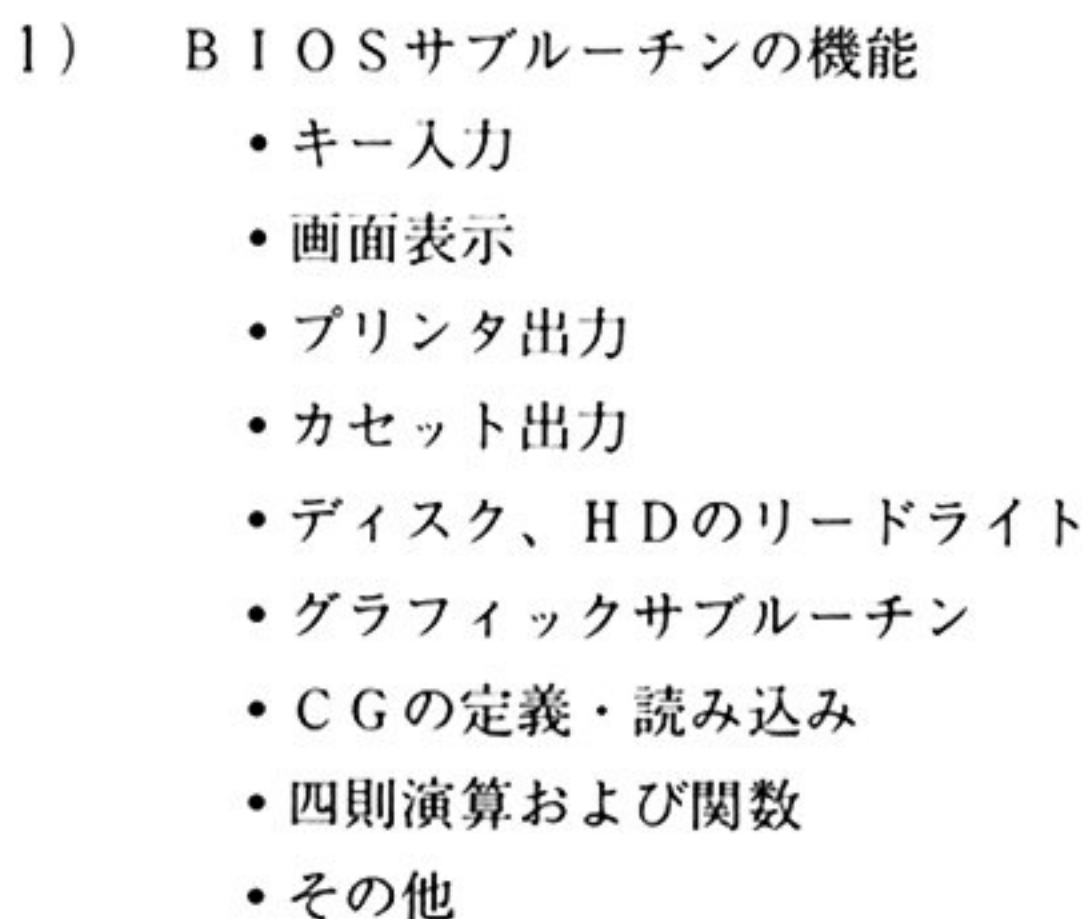 1)　　BIOSサブルーチンの機能
・キー入力
・画面表示
・プリンタ出力
・カセット出力
・ディスク、HDのリードライト
・グラフィックサブルーチン
・CGの定義・読み込み
・四則演算および関数
・その他